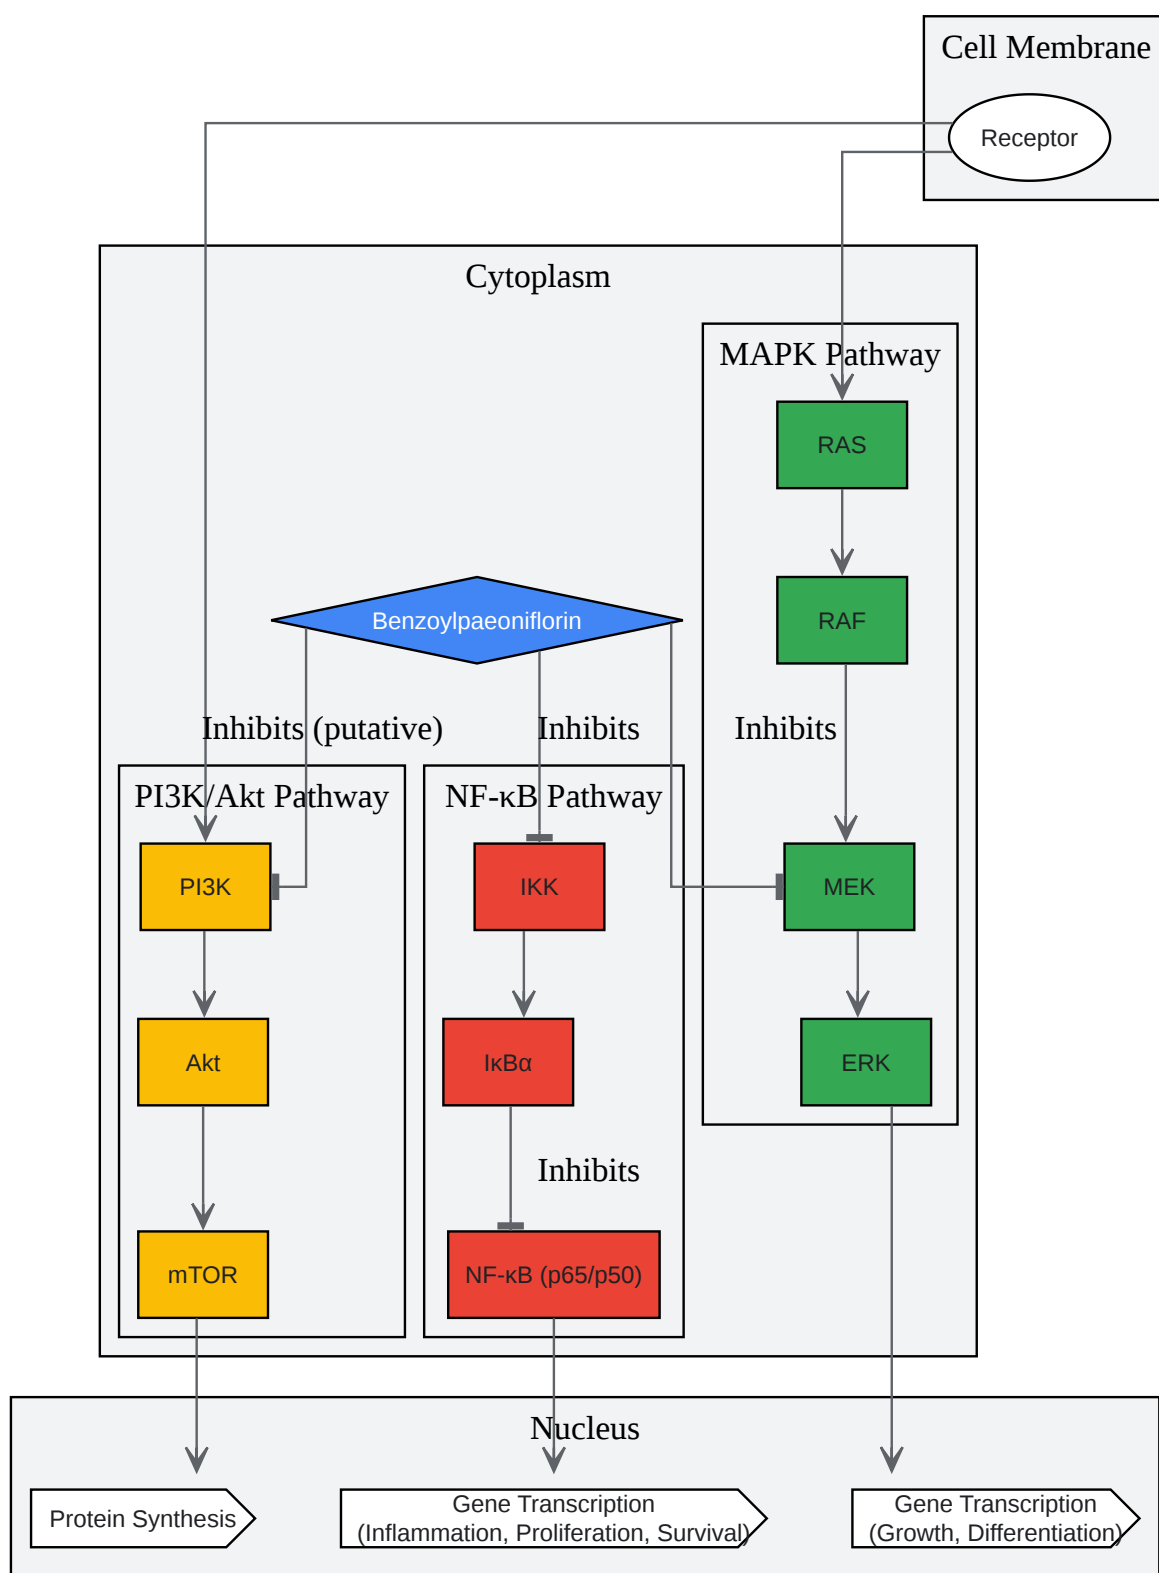 Cell Membrane
Receptor
Cytoplasm
MAPK Pathway
RAS
Benzoylpaeoniflorin
RAF
Inhibits (putative)
Inhibits
Inhibits
PI3K/Akt Pathway
NF-κB Pathway
PI3K
IKK
MEK
Akt
IκBα
ERK
Inhibits
mTOR
NF-κB (p65/p50)
Nucleus
Protein Synthesis
Gene Transcription
(Inflammation, Proliferation, Survival)
Gene Transcription
(Growth, Differentiation)